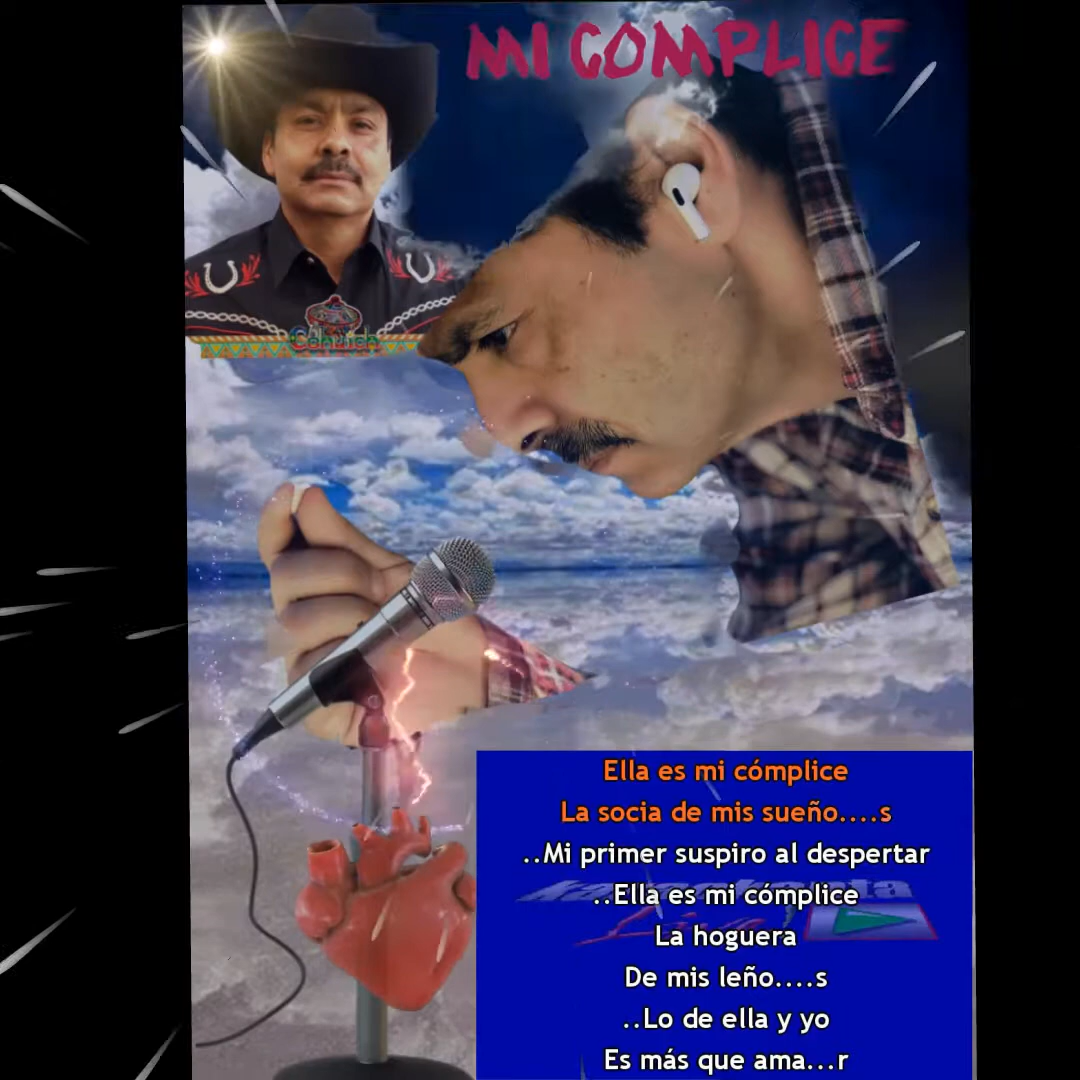 MI COMPLICE
Ella es mi cómplice
La socia de mis sueño....s
..Mi primer suspiro al despertar
..Ella es mi cómplice
La hoguera
De mis leño....s
..Lo de ella y yo
Es más que ama...r